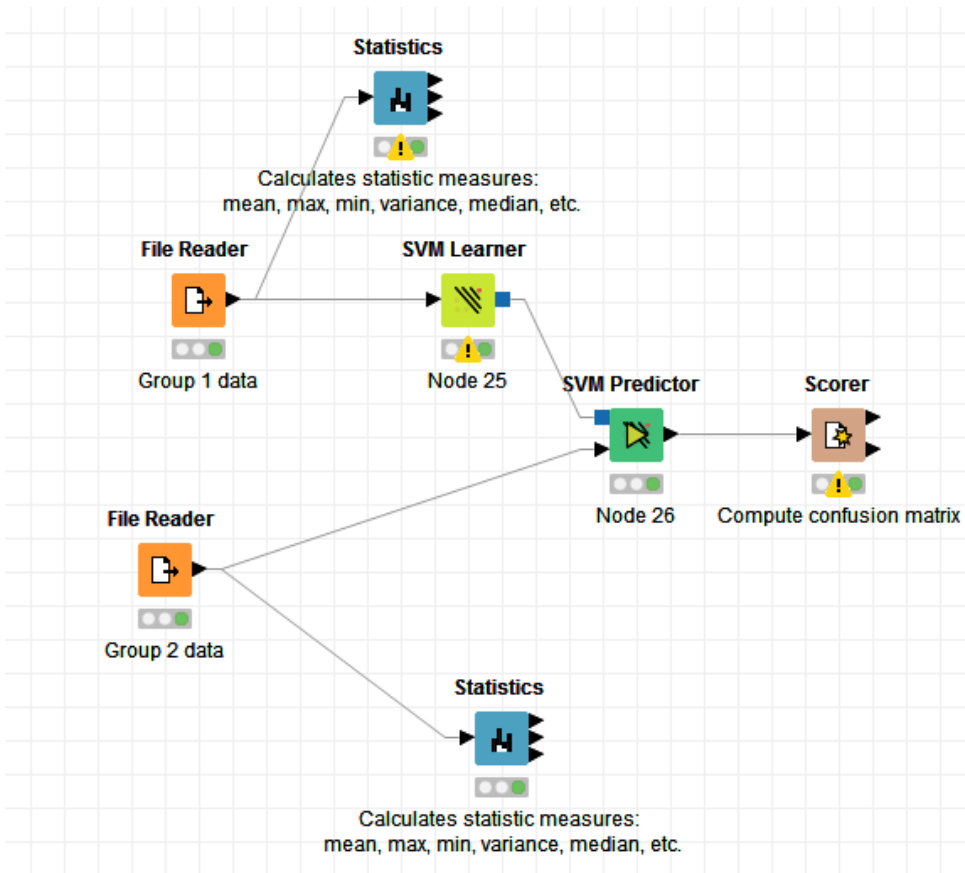 Statistics
Calculates statistic measures:
mean, max, min, variance, median, etc.
File Reader
SVM Learner
Group 1 data
Node 25
SVM Predictor
Scorer
Node 26
Compute confusion matrix
File Reader
Group 2 data
Statistics
Calculates statistic measures:
mean, max, min, variance, median, etc.